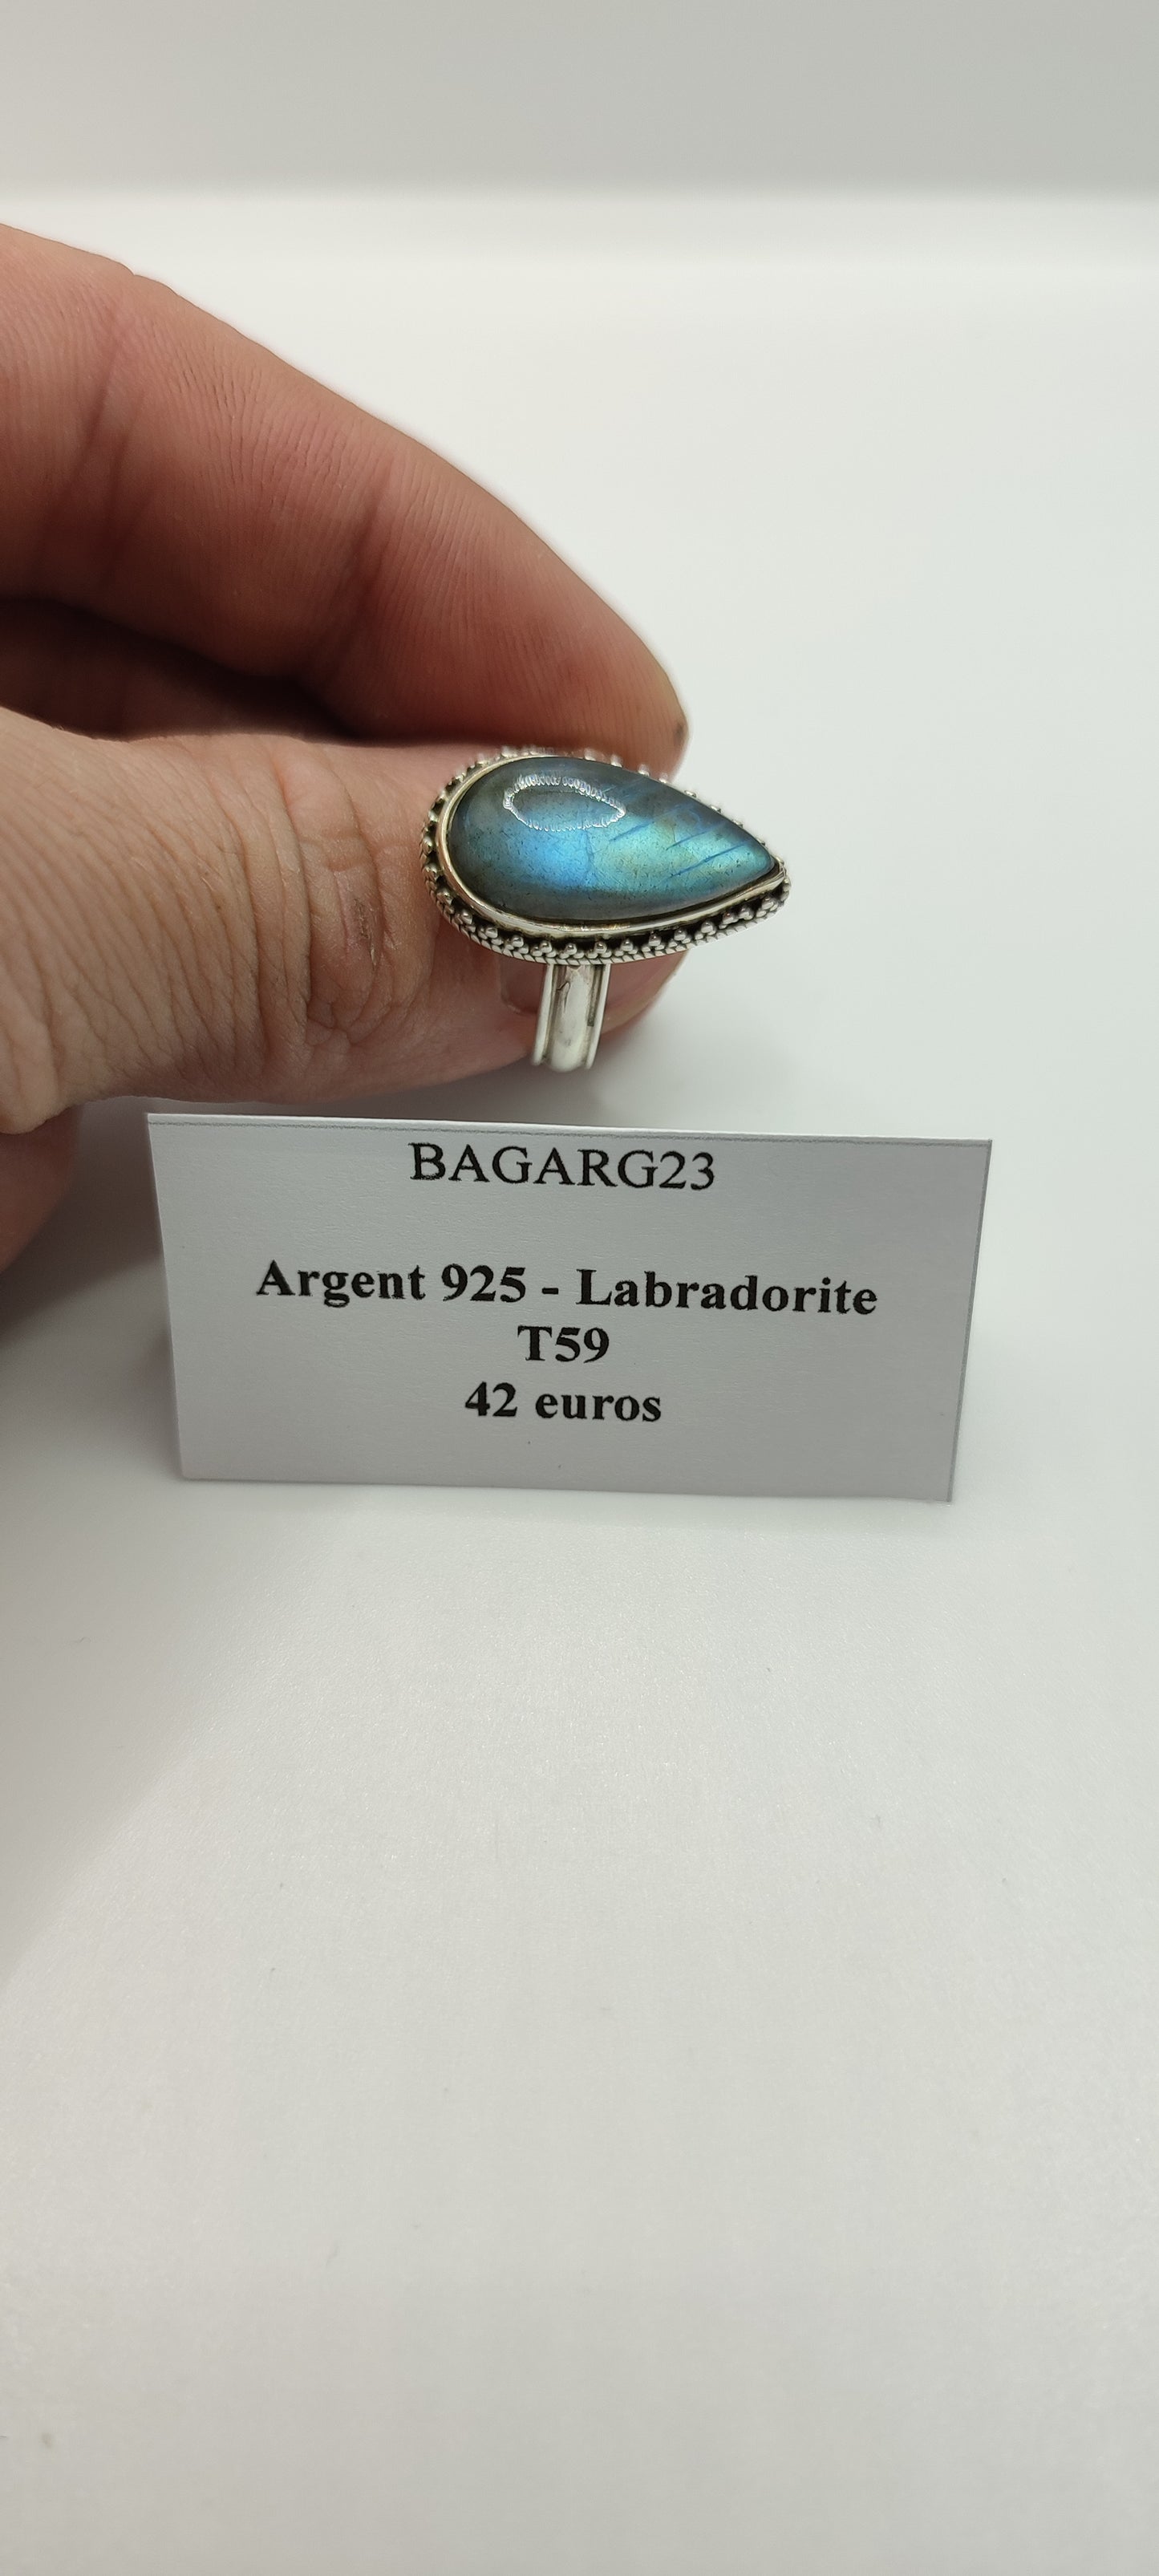 BAGARG23
Argent 925 - Labradorite
T59
42 euros